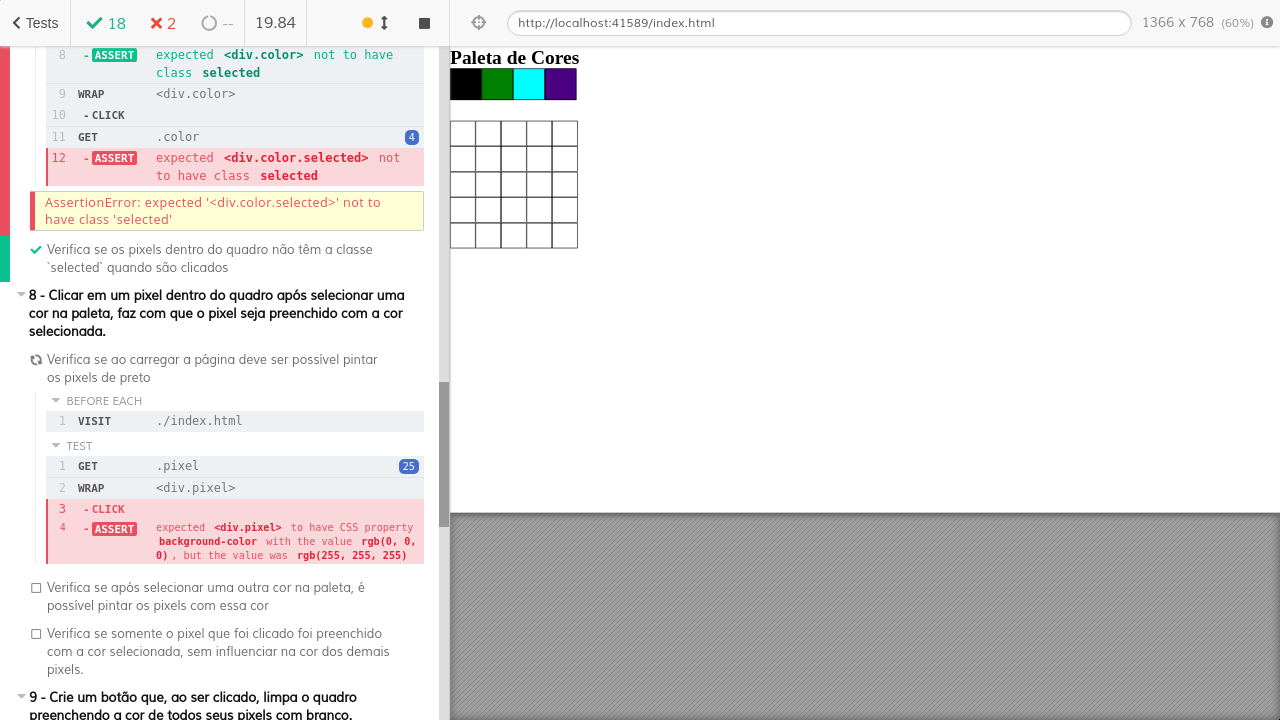 Tests 18 2 -- 19.84
http://localhost:41589/index.html 1366 x 768 (60%)
8 - ASSERT expected <div.color> not to have
class selected
9 WRAP <div.color>
10 - CLICK
11 GET .color 4
12 - ASSERT expected <div.color.selected> not
to have class selected
AssertionError: expected '<div.color.selected>' not to
have class 'selected'
Verifica se os pixels dentro do quadro não têm a classe
`selected` quando são clicados
8 - Clicar em um pixel dentro do quadro após selecionar uma
cor na paleta, faz com que o pixel seja preenchido com a cor
selecionada.
Verifica se ao carregar a página deve ser possível pintar
os pixels de preto
BEFORE EACH
1 VISIT ./index.html
TEST
1 GET .pixel 25
2 WRAP <div.pixel>
3 - CLICK
4 - ASSERT expected <div.pixel> to have CSS property
background-color with the value rgb(0, 0,
0), but the value was rgb(255, 255, 255)
Verifica se após selecionar uma outra cor na paleta, é
possível pintar os pixels com essa cor
Verifica se somente o pixel que foi clicado foi preenchido
com a cor selecionada, sem influenciar na cor dos demais
pixels.
9 - Crie um botão que, ao ser clicado, limpa o quadro
preenchendo a cor de todos seus pixels com branco.
Paleta de Cores